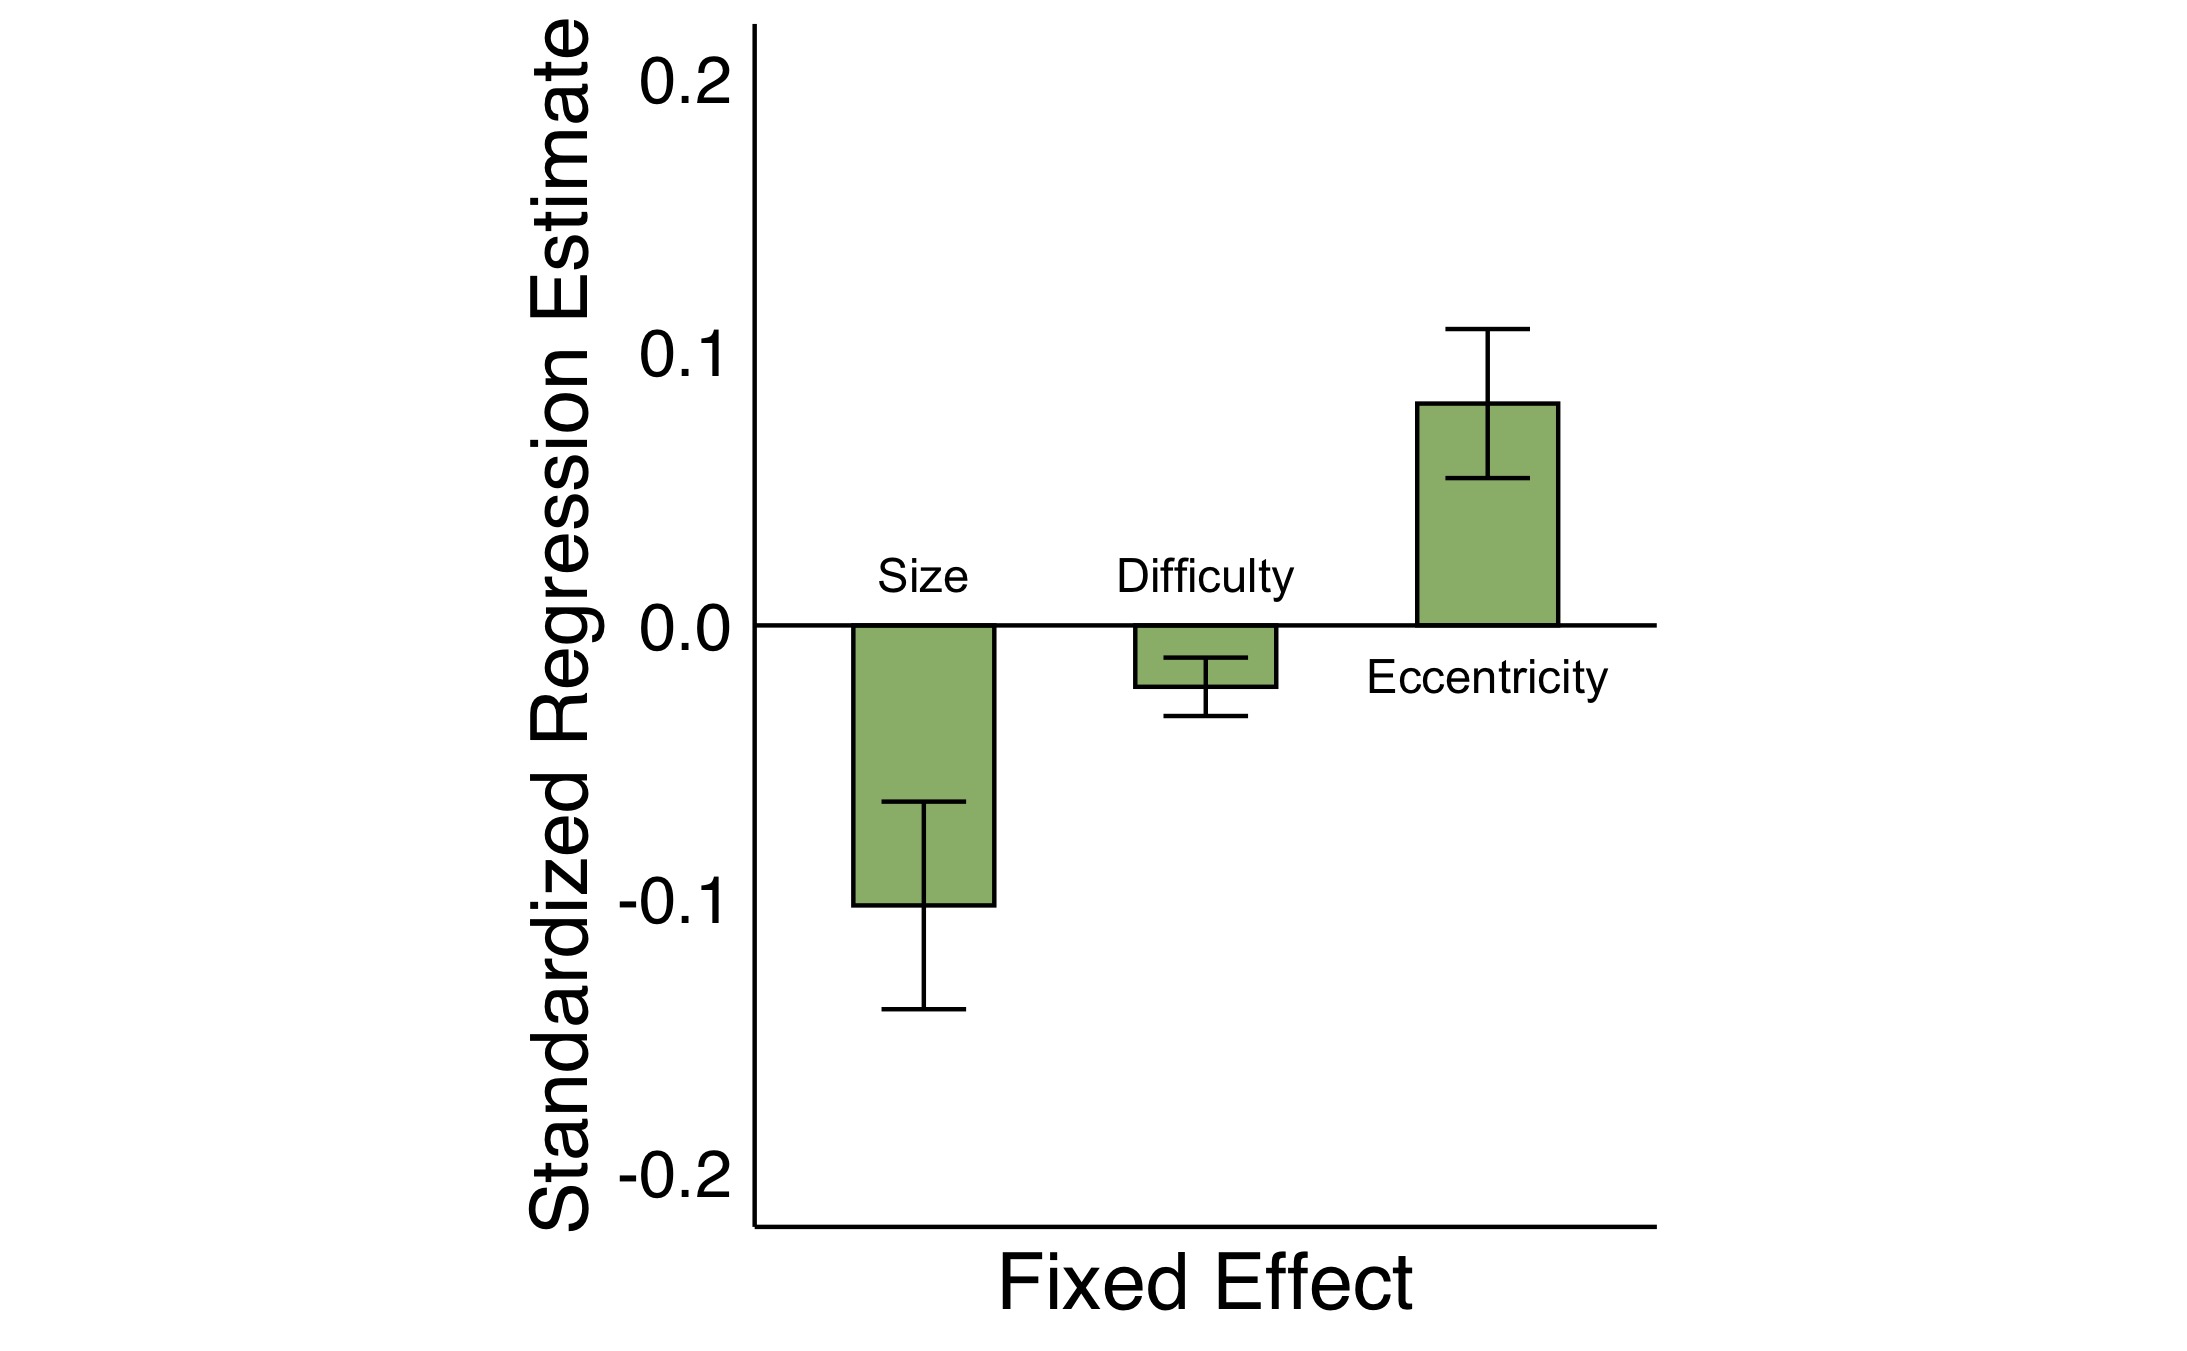 Standardized Regression Estimate
0.2
0.1
0.0
-0.1
-0.2
Size
Difficulty
Eccentricity
Fixed Effect